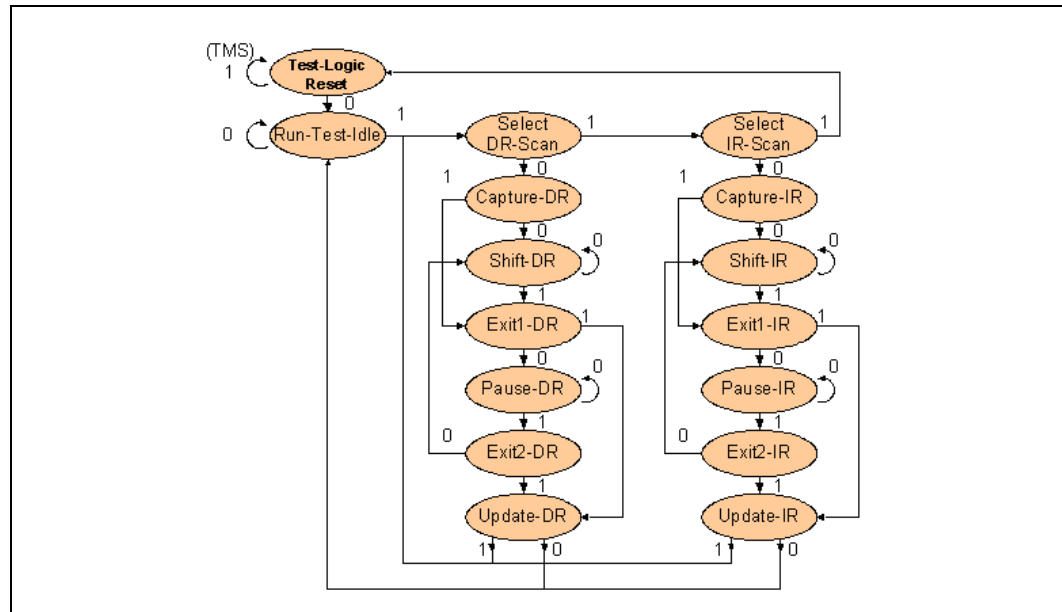 (TMS)
1
Test-Logic
Reset
0
0
Run-Test-Idle
1
Select
DR-Scan
1
Select
IR-Scan
1
0
0
1
Capture-DR
1
Capture-IR
0
0
Shift-DR
0
Shift-IR
0
1
1
Exit1-DR
1
Exit1-IR
1
0
0
Pause-DR
0
Pause-IR
0
1
1
0
Exit2-DR
0
Exit2-IR
1
1
Update-DR
Update-IR
1
0
1
0